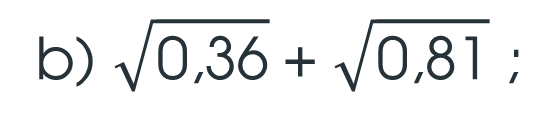 b) √0,36 + √0,81 ;